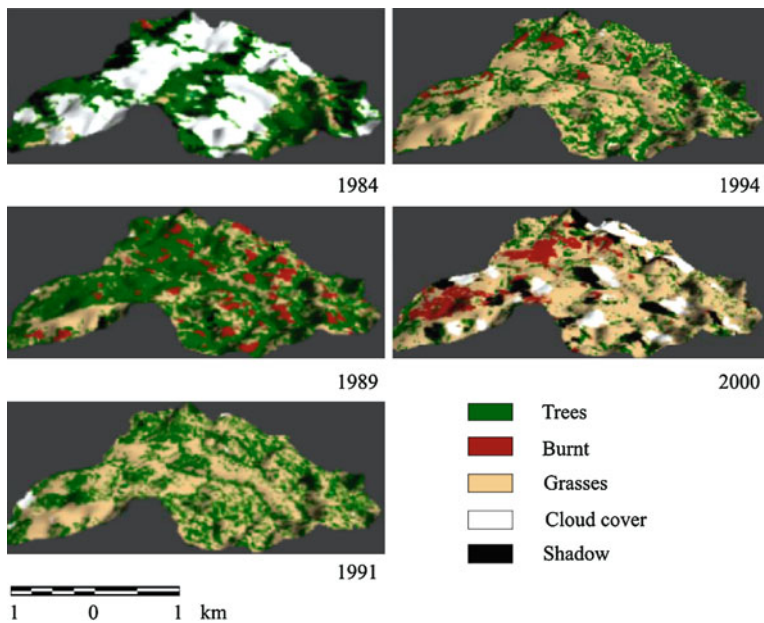 1984
1994
1989
2000
Trees
Burnt
Grasses
Cloud cover
Shadow
1991
1 0 1 km